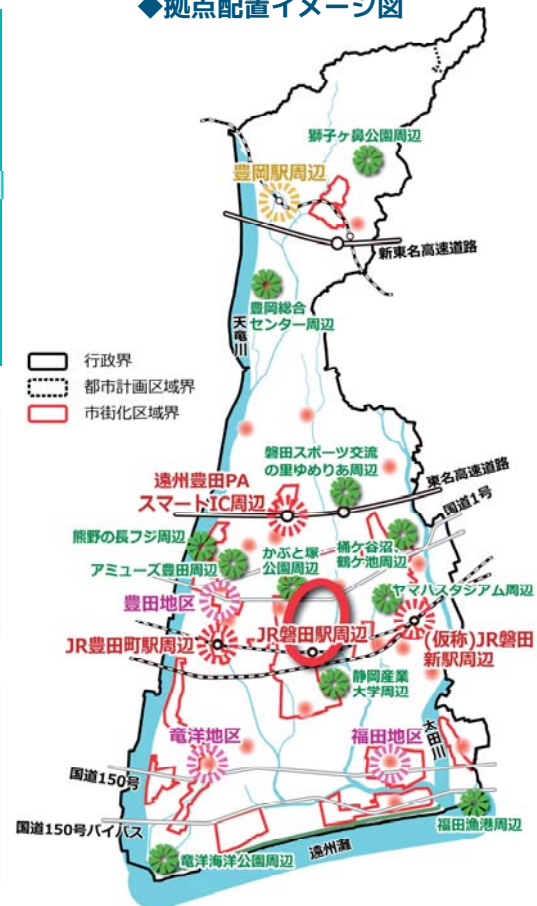 ◆拠点配置イメージ図
獅子ヶ鼻公園周辺
豊岡駅周辺
新東名高速道路
豊岡総合
センター周辺
天竜川
行政界
都市計画区域界
市街化区域界
磐田スポーツ交流
の里ゆめりあ周辺
遠州豊田PA
スマートIC周辺
東名高速道路
国道1号
熊野の長フジ周辺
かぶと塚
公園周辺
桶ケ谷沼、
鶴ケ池周辺
アミューズ豊田周辺
ヤマハスタジアム周辺
豊田地区
JR豊田町駅周辺
JR磐田駅周辺
(仮称)JR磐田
新駅周辺
静岡産業
大学周辺
竜洋地区
福田地区
太田川
国道150号
国道150号バイパス
福田漁港周辺
遠州灘
竜洋海洋公園周辺